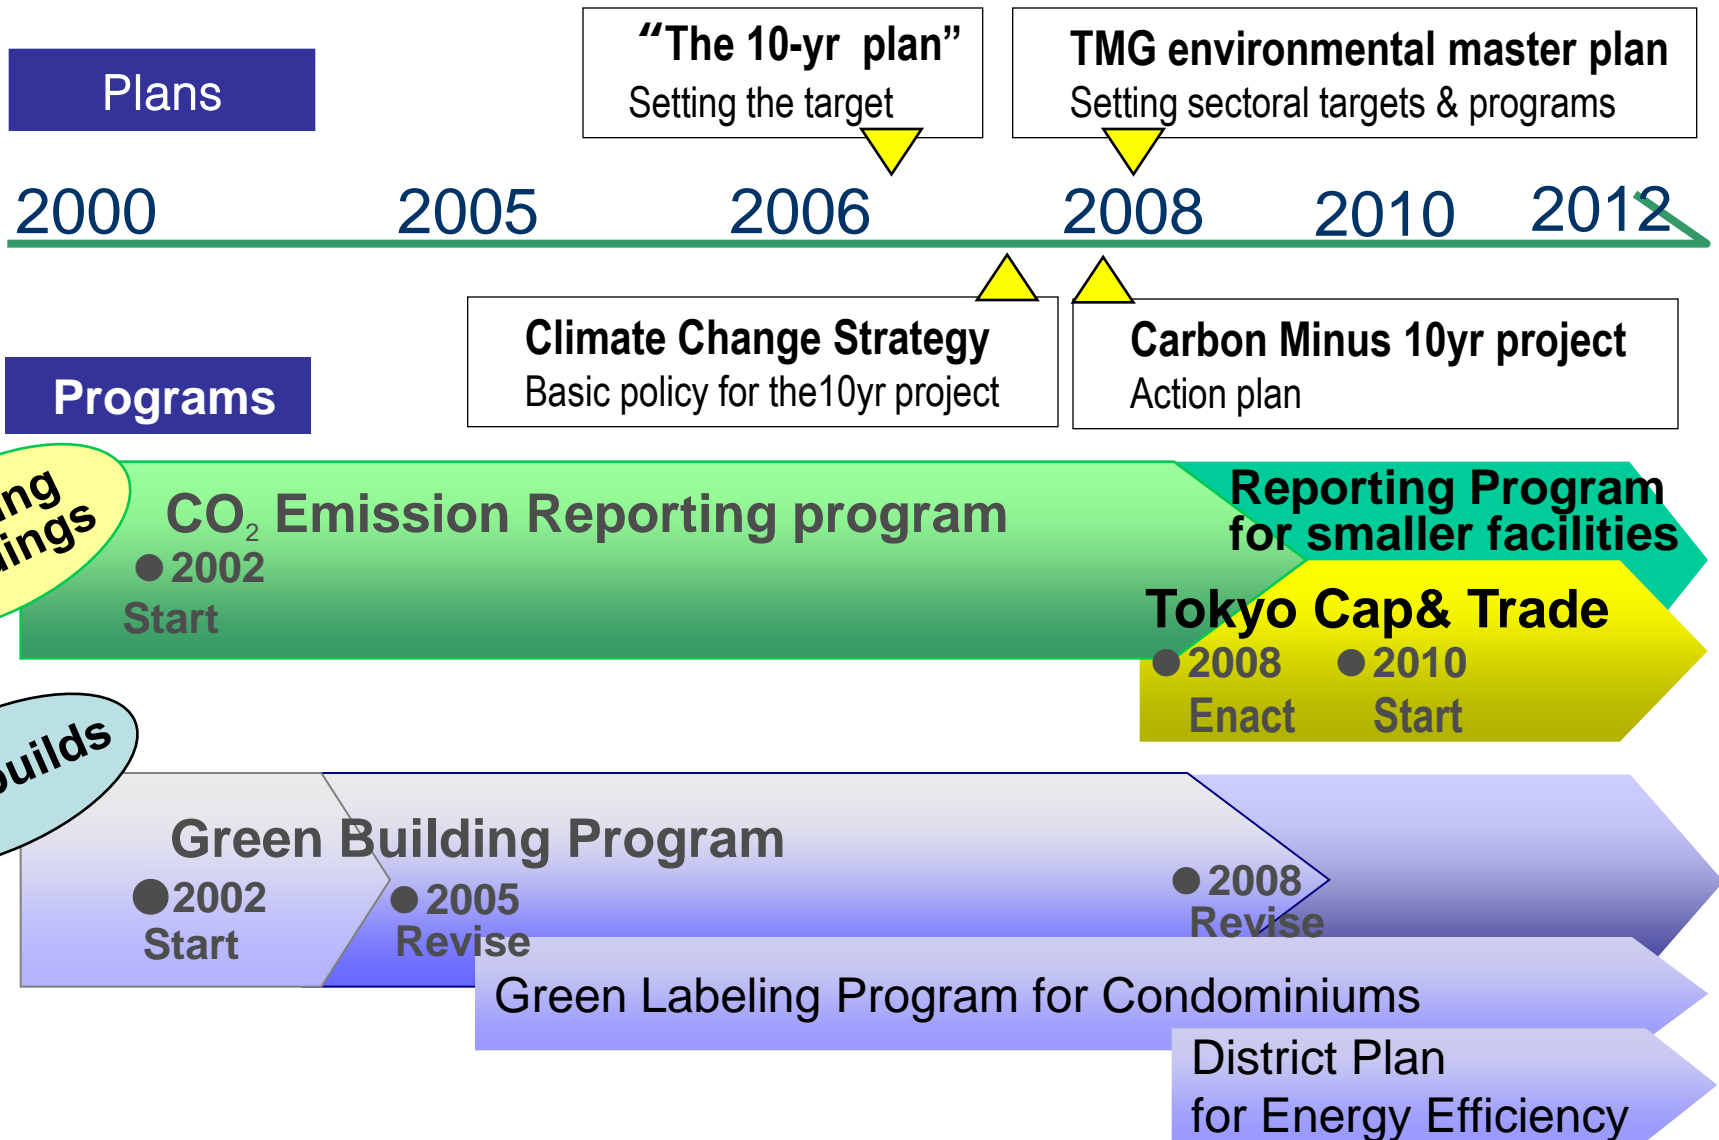 “The 10-yr plan”
Setting the target
TMG environmental master plan
Setting sectoral targets & programs
Plans
2000 2005 2006 2008 2010 2012
Climate Change Strategy
Basic policy for the10yr project
Carbon Minus 10yr project
Action plan
Programs
CO2 Emission Reporting program
2002
Start
Reporting Program
for smaller facilities
Tokyo Cap& Trade
2008
Enact
2010
Start
Green Building Program
2002
Start
2005
Revise
2008
Revise
Green Labeling Program for Condominiums
District Plan
for Energy Efficiency